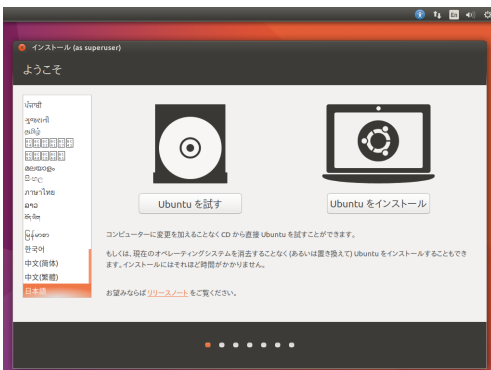 En
インストール (as superuser)
ようこそ
ਪੰਜਾਬੀ
ગુજરાતી
தமிழ்
മലയാളം
සිංහල
ภาษาไทย
ລາວ
မြန်မာစာ
한국어
中文(简体)
中文(繁體)
日本語
Ubuntu を試す
Ubuntu をインストール
コンピューターに変更を加えることなく CD から直接 Ubuntu を試すことができます。
もしくは、現在のオペレーティングシステムを消去することなく (あるいは置き換えて) Ubuntu をインストールすることもでき
ます。インストールにはそれほど時間がかかりません。
お望みならば リリースノート をご覧ください。